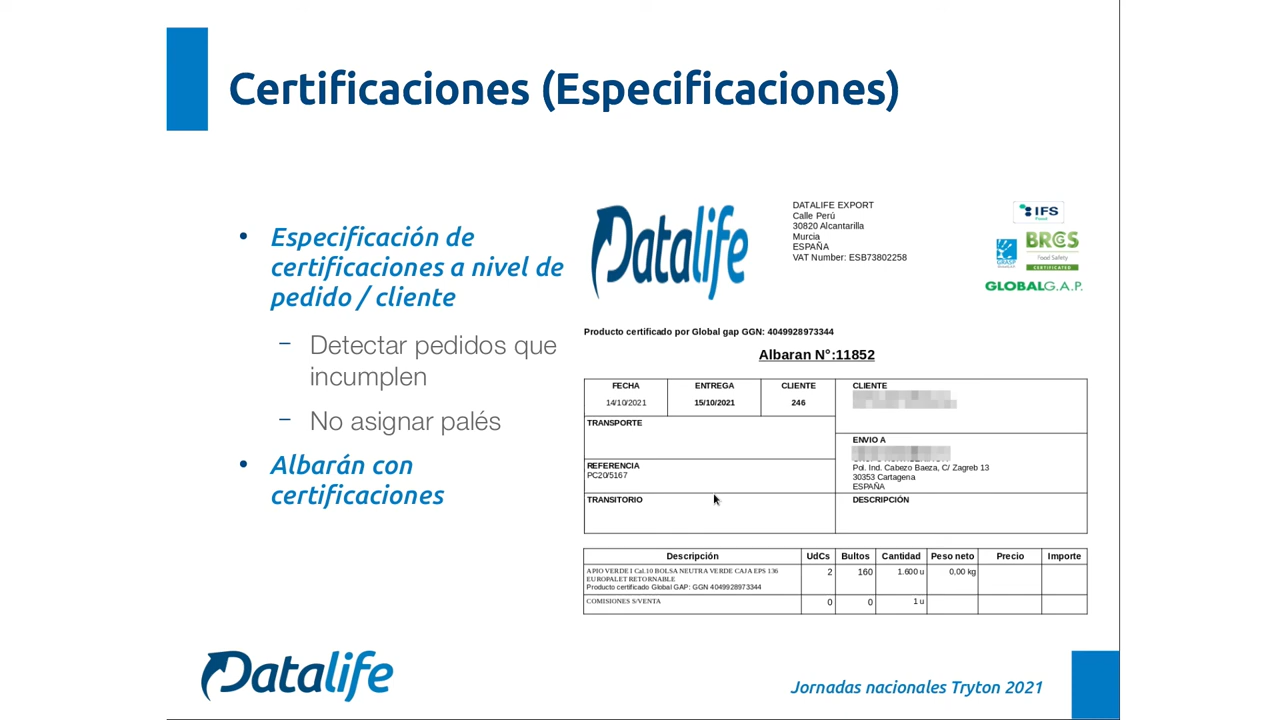 Certificaciones (Especificaciones)
• Especificación de
certificaciones a nivel de
pedido / cliente
– Detectar pedidos que
incumplen
– No asignar palés
• Albarán con
certificaciones
Datalife
DATALIFE EXPORT
Calle Perú
30820 Alcantarilla
Murcia
ESPAÑA
VAT Number: ESB73802258
IFS
Food
GRASP
BRCS
Food Safety
CERTIFICATED
GLOBALG.A.P.
Producto certificado por Global gap GGN: 4049928973344
Albaran N°:11852
FECHA ENTREGA CLIENTE CLIENTE
14/10/2021 15/10/2021 246
TRANSPORTE
ENVIO A
REFERENCIA
PC20/5167
Pol. Ind. Cabezo Baeza, C/ Zagreb 13
30353 Cartagena
ESPAÑA
TRANSITORIO DESCRIPCIÓN
Descripción UdCs Bultos Cantidad Peso neto Precio Importe
APIO VERDE I Cal.10 BOLSA NEUTRA VERDE CAJA EPS 136 2 160 1.600 u 0,00 kg
EUROPALET RETORNABLE
Producto certificado Global GAP: GGN 4049928973344
COMISIONES S/VENTA 0 0 1 u
Datalife
Jornadas nacionales Tryton 2021